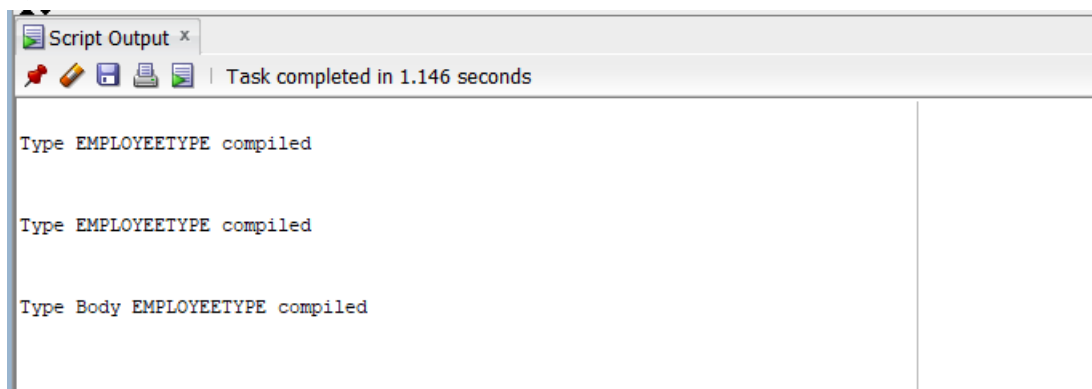 Script Output x
Task completed in 1.146 seconds
Type EMPLOYEETYPE compiled
Type EMPLOYEETYPE compiled
Type Body EMPLOYEETYPE compiled